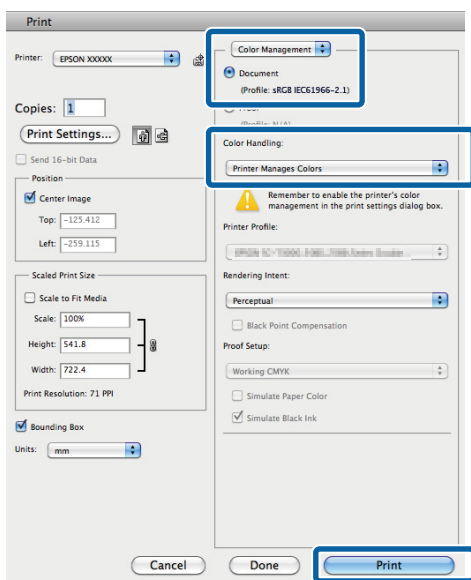 Print
Printer: EPSON XXXXX
Copies: 1
Print Settings...
Send 16-bit Data
Position
Center Image
Top: -125.412
Left: -259.115
Scaled Print Size
Scale to Fit Media
Scale: 100%
Height: 541.8
Width: 722.4
Print Resolution: 71 PPI
Bounding Box
Units: mm
Color Management
Document
(Profile: sRGB IEC61966-2.1)
Color Handling:
Printer Manages Colors
Remember to enable the printer's color
management in the print settings dialog box.
Printer Profile:
Rendering Intent:
Perceptual
Black Point Compensation
Proof Setup:
Working CMYK
Simulate Paper Color
Simulate Black Ink
Cancel
Done
Print